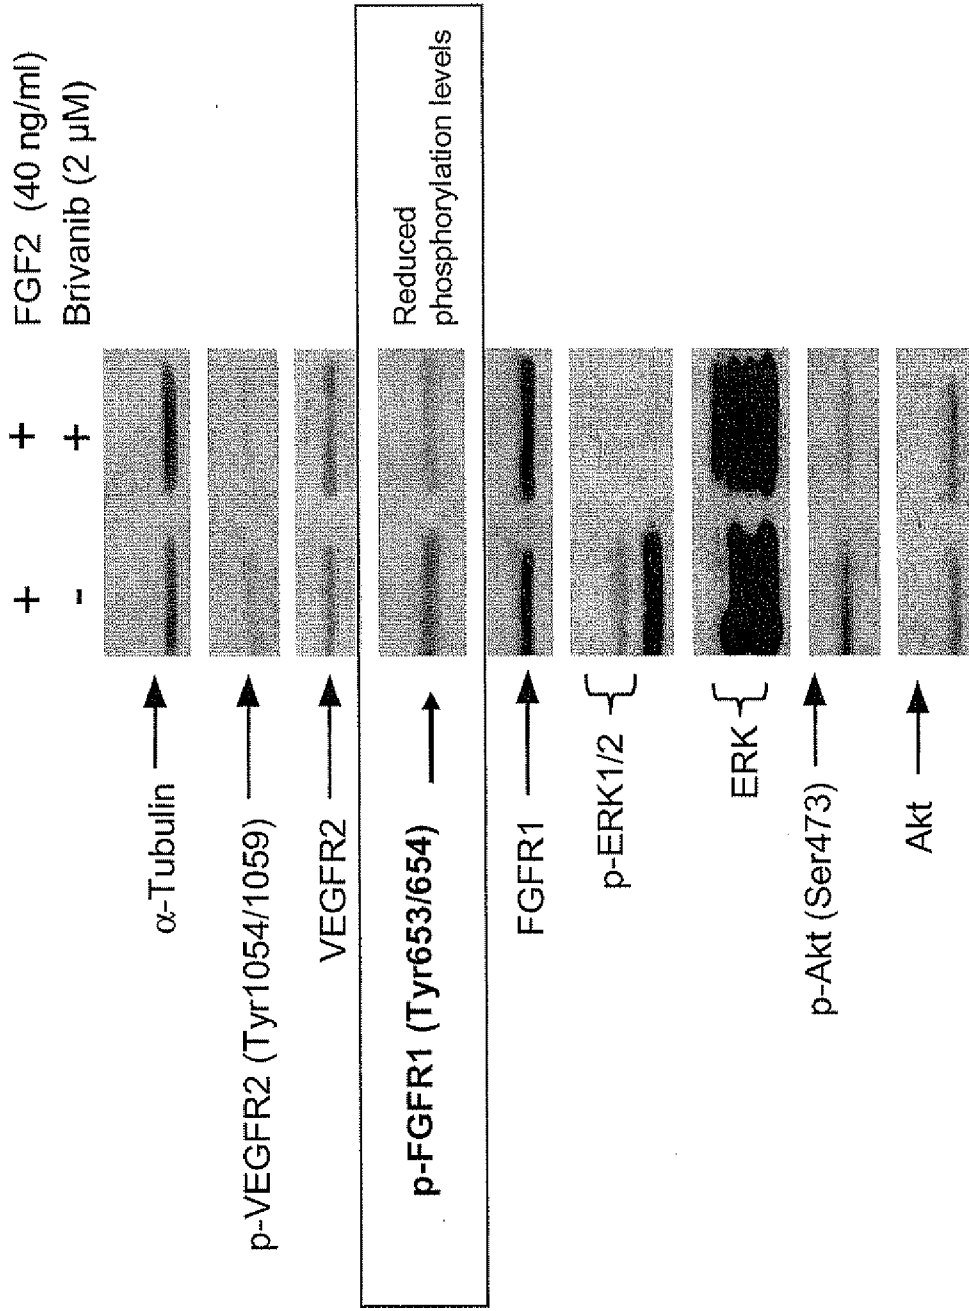 + + FGF2 (40 ng/ml)
- + Brivanib (2 µM)
α-Tubulin
p-VEGFR2 (Tyr1054/1059)
VEGFR2
p-FGFR1 (Tyr653/654)
Reduced
phosphorylation levels
FGFR1
p-ERK1/2
ERK
p-Akt (Ser473)
Akt